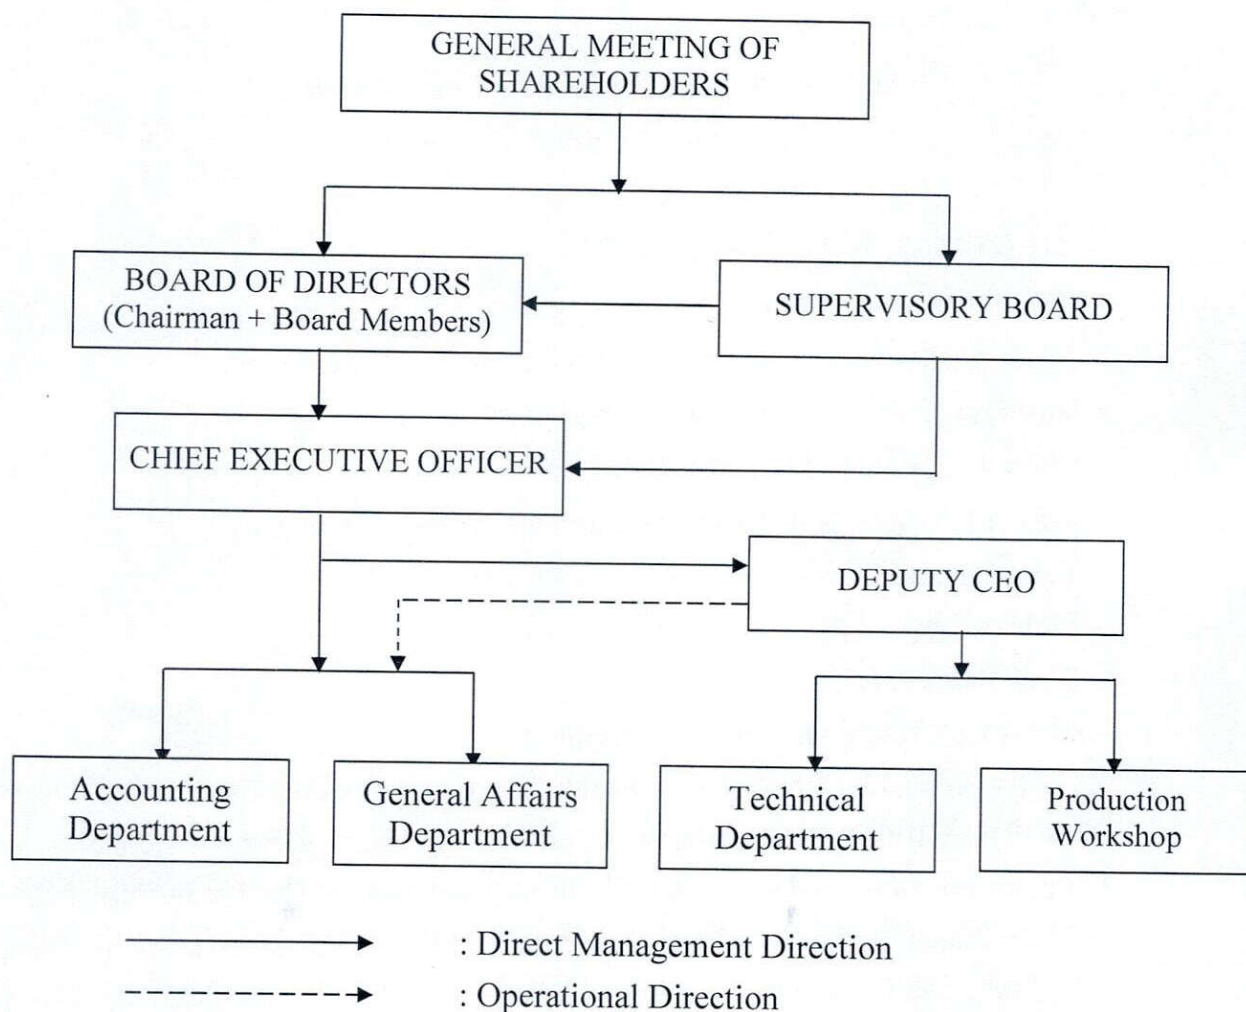 GENERAL MEETING OF
SHAREHOLDERS
BOARD OF DIRECTORS
(Chairman + Board Members)
SUPERVISORY BOARD
CHIEF EXECUTIVE OFFICER
DEPUTY CEO
Accounting
Department
General Affairs
Department
Technical
Department
Production
Workshop
: Direct Management Direction
: Operational Direction